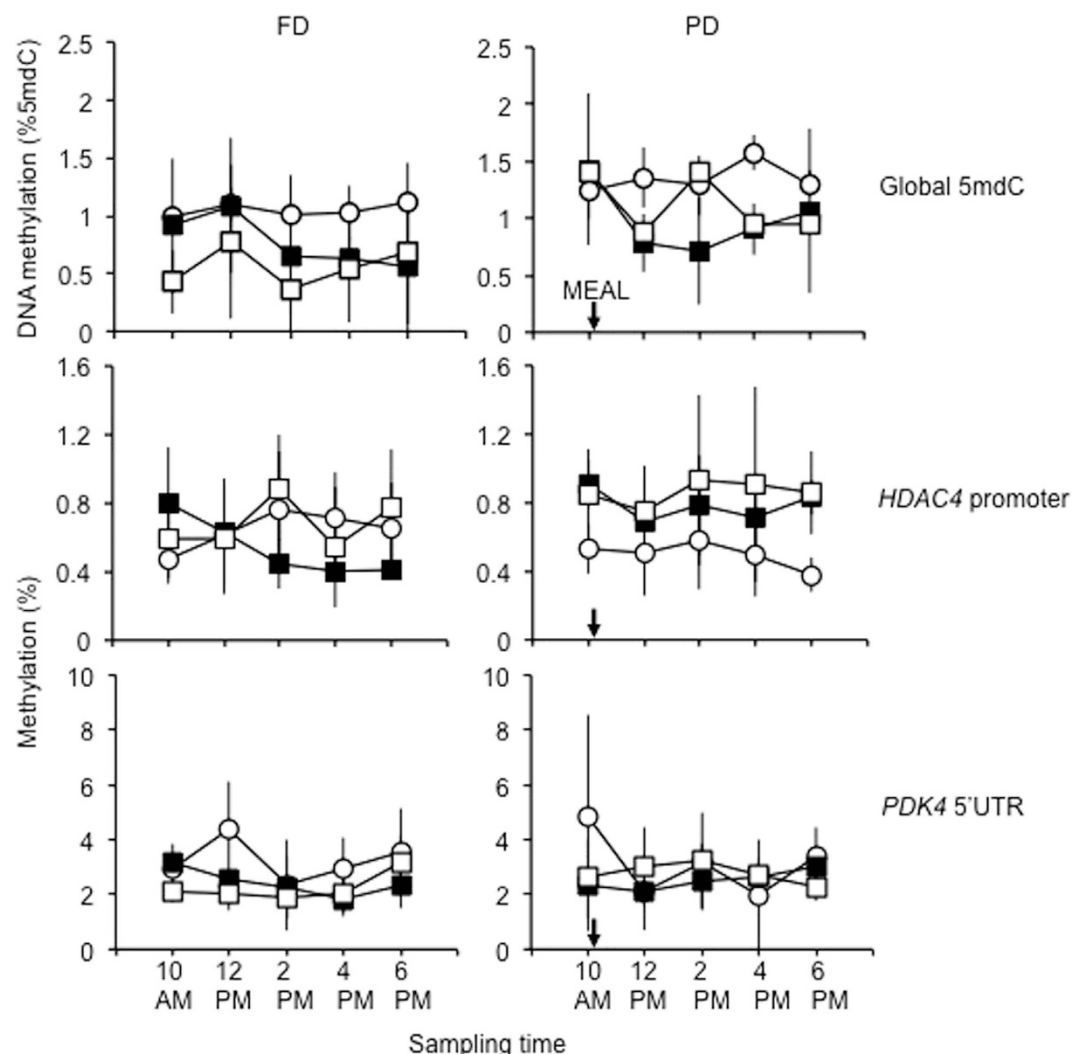 FD
PD
DNA methylation (%5mdC)
2.5
2
1.5
1
0.5
0
2.5
2
1.5
1
0.5
0
MEAL
Global 5mdC
Methylation (%)
1.6
1.2
0.8
0.4
0
1.6
1.2
0.8
0.4
0
HDAC4 promoter
10
8
6
4
2
0
10
8
6
4
2
0
PDK4 5'UTR
10 12 2 4 6
AM PM PM PM PM
10 12 2 4 6
AM PM PM PM PM
Sampling time